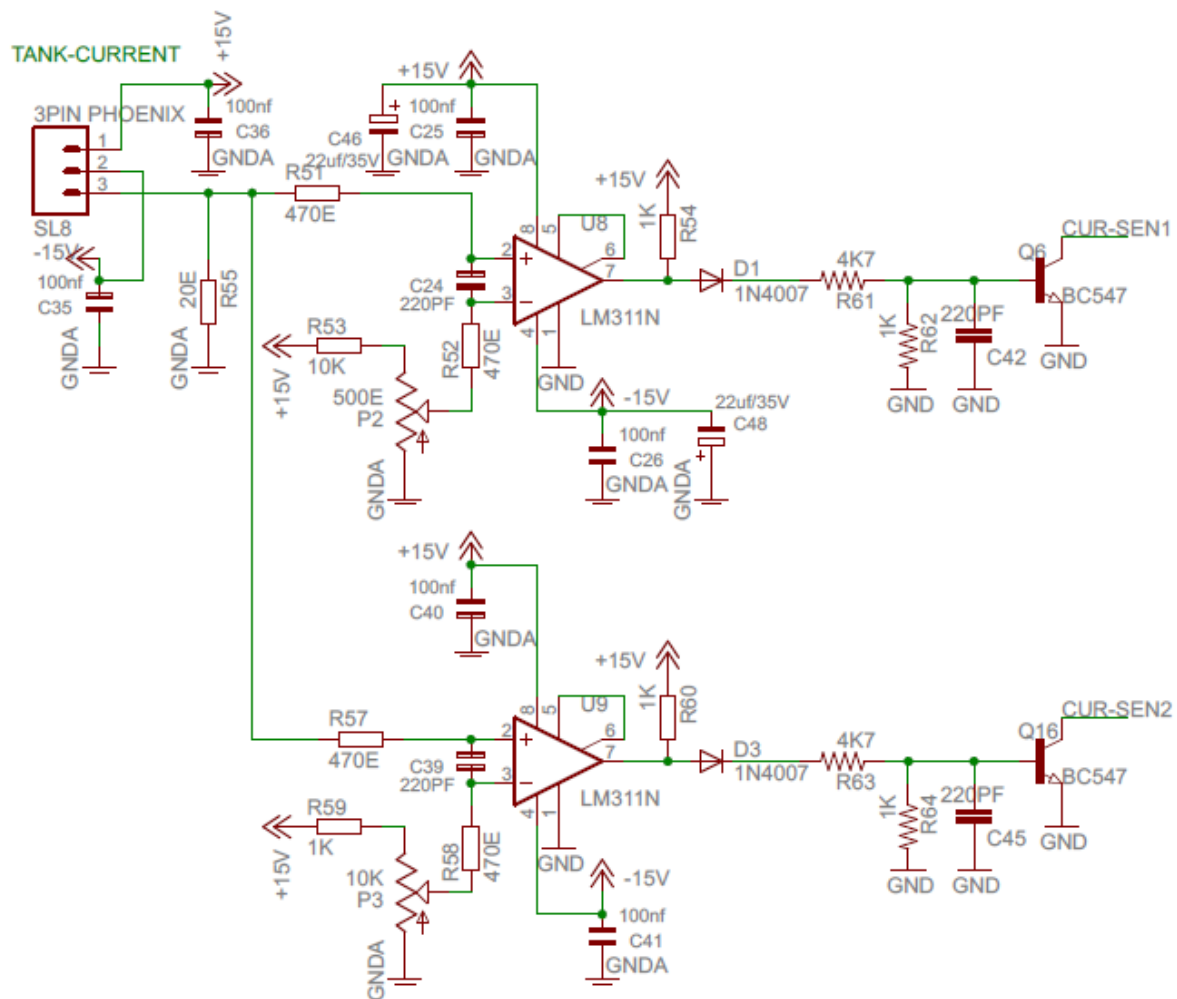 TANK-CURRENT
+15V
3PIN PHOENIX
1
2
3
SL8
100nf
C36
GNDA
-15V
100nf
C35
GNDA
20E
R55
GNDA
R51
470E
+15V
C46
22uf/35V
GNDA
100nf
C25
GNDA
C24
220PF
R53
10K
+15V
500E
P2
GNDA
R52
470E
2
+
3
-
8
5
U8
6
7
4
1
LM311N
GND
+15V
1K
R54
D1
1N4007
4K7
R61
1K
R62
GND
220PF
C42
GND
Q6
CUR-SEN1
BC547
GND
-15V
100nf
C26
GNDA
22uf/35V
C48
+
GNDA
+15V
100nf
C40
GNDA
R57
470E
C39
220PF
R59
1K
+15V
10K
P3
GNDA
R58
470E
2
+
3
-
8
5
U9
6
7
4
1
LM311N
GND
+15V
1K
R60
D3
1N4007
4K7
R63
1K
R64
GND
220PF
C45
GND
Q16
CUR-SEN2
BC547
GND
-15V
100nf
C41
GNDA